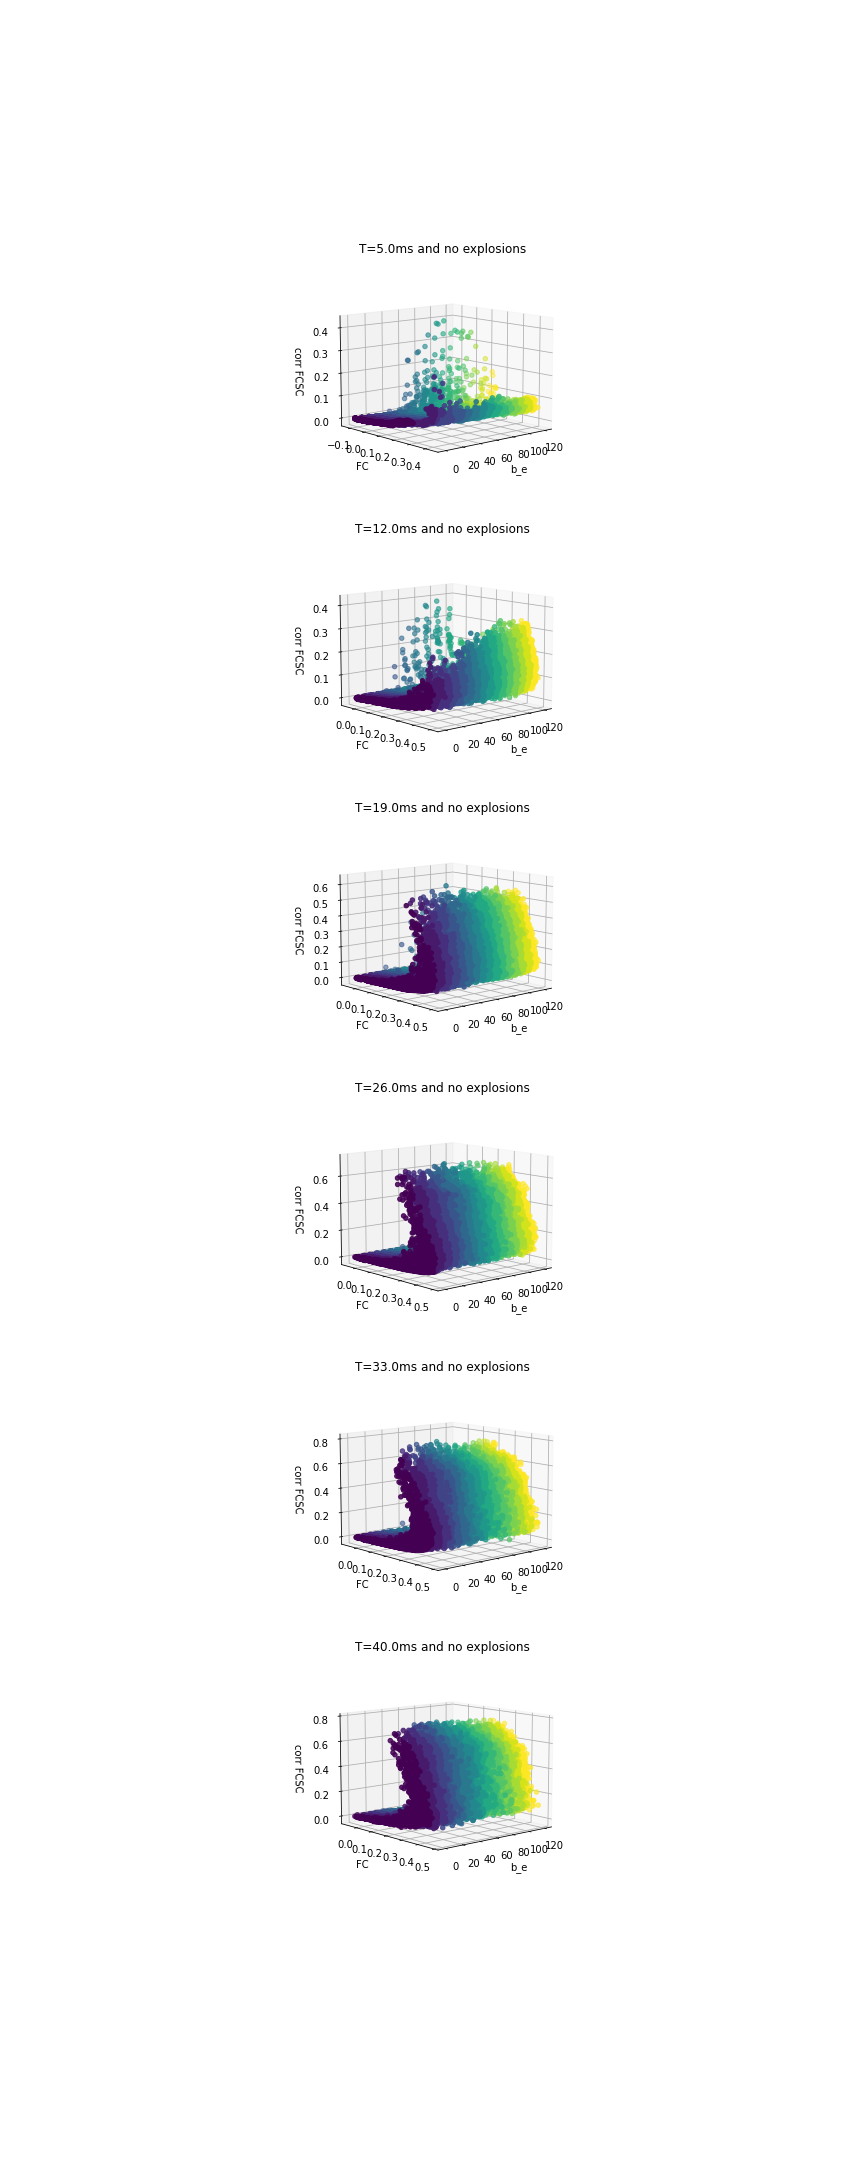 T=5.0ms and no explosions
0.4
0.3
0.2
0.1
0.0
corr FCSC
−0.1 0.0 0.1 0.2 0.3 0.4
FC
0 20 40 60 80 100 120
b_e
T=12.0ms and no explosions
0.4
0.3
0.2
0.1
0.0
corr FCSC
0.0 0.1 0.2 0.3 0.4 0.5
FC
0 20 40 60 80 100 120
b_e
T=19.0ms and no explosions
0.6
0.5
0.4
0.3
0.2
0.1
0.0
corr FCSC
0.0 0.1 0.2 0.3 0.4 0.5
FC
0 20 40 60 80 100 120
b_e
T=26.0ms and no explosions
0.6
0.4
0.2
0.0
corr FCSC
0.0 0.1 0.2 0.3 0.4 0.5
FC
0 20 40 60 80 100 120
b_e
T=33.0ms and no explosions
0.8
0.6
0.4
0.2
0.0
corr FCSC
0.0 0.1 0.2 0.3 0.4 0.5
FC
0 20 40 60 80 100 120
b_e
T=40.0ms and no explosions
0.8
0.6
0.4
0.2
0.0
corr FCSC
0.0 0.1 0.2 0.3 0.4 0.5
FC
0 20 40 60 80 100 120
b_e